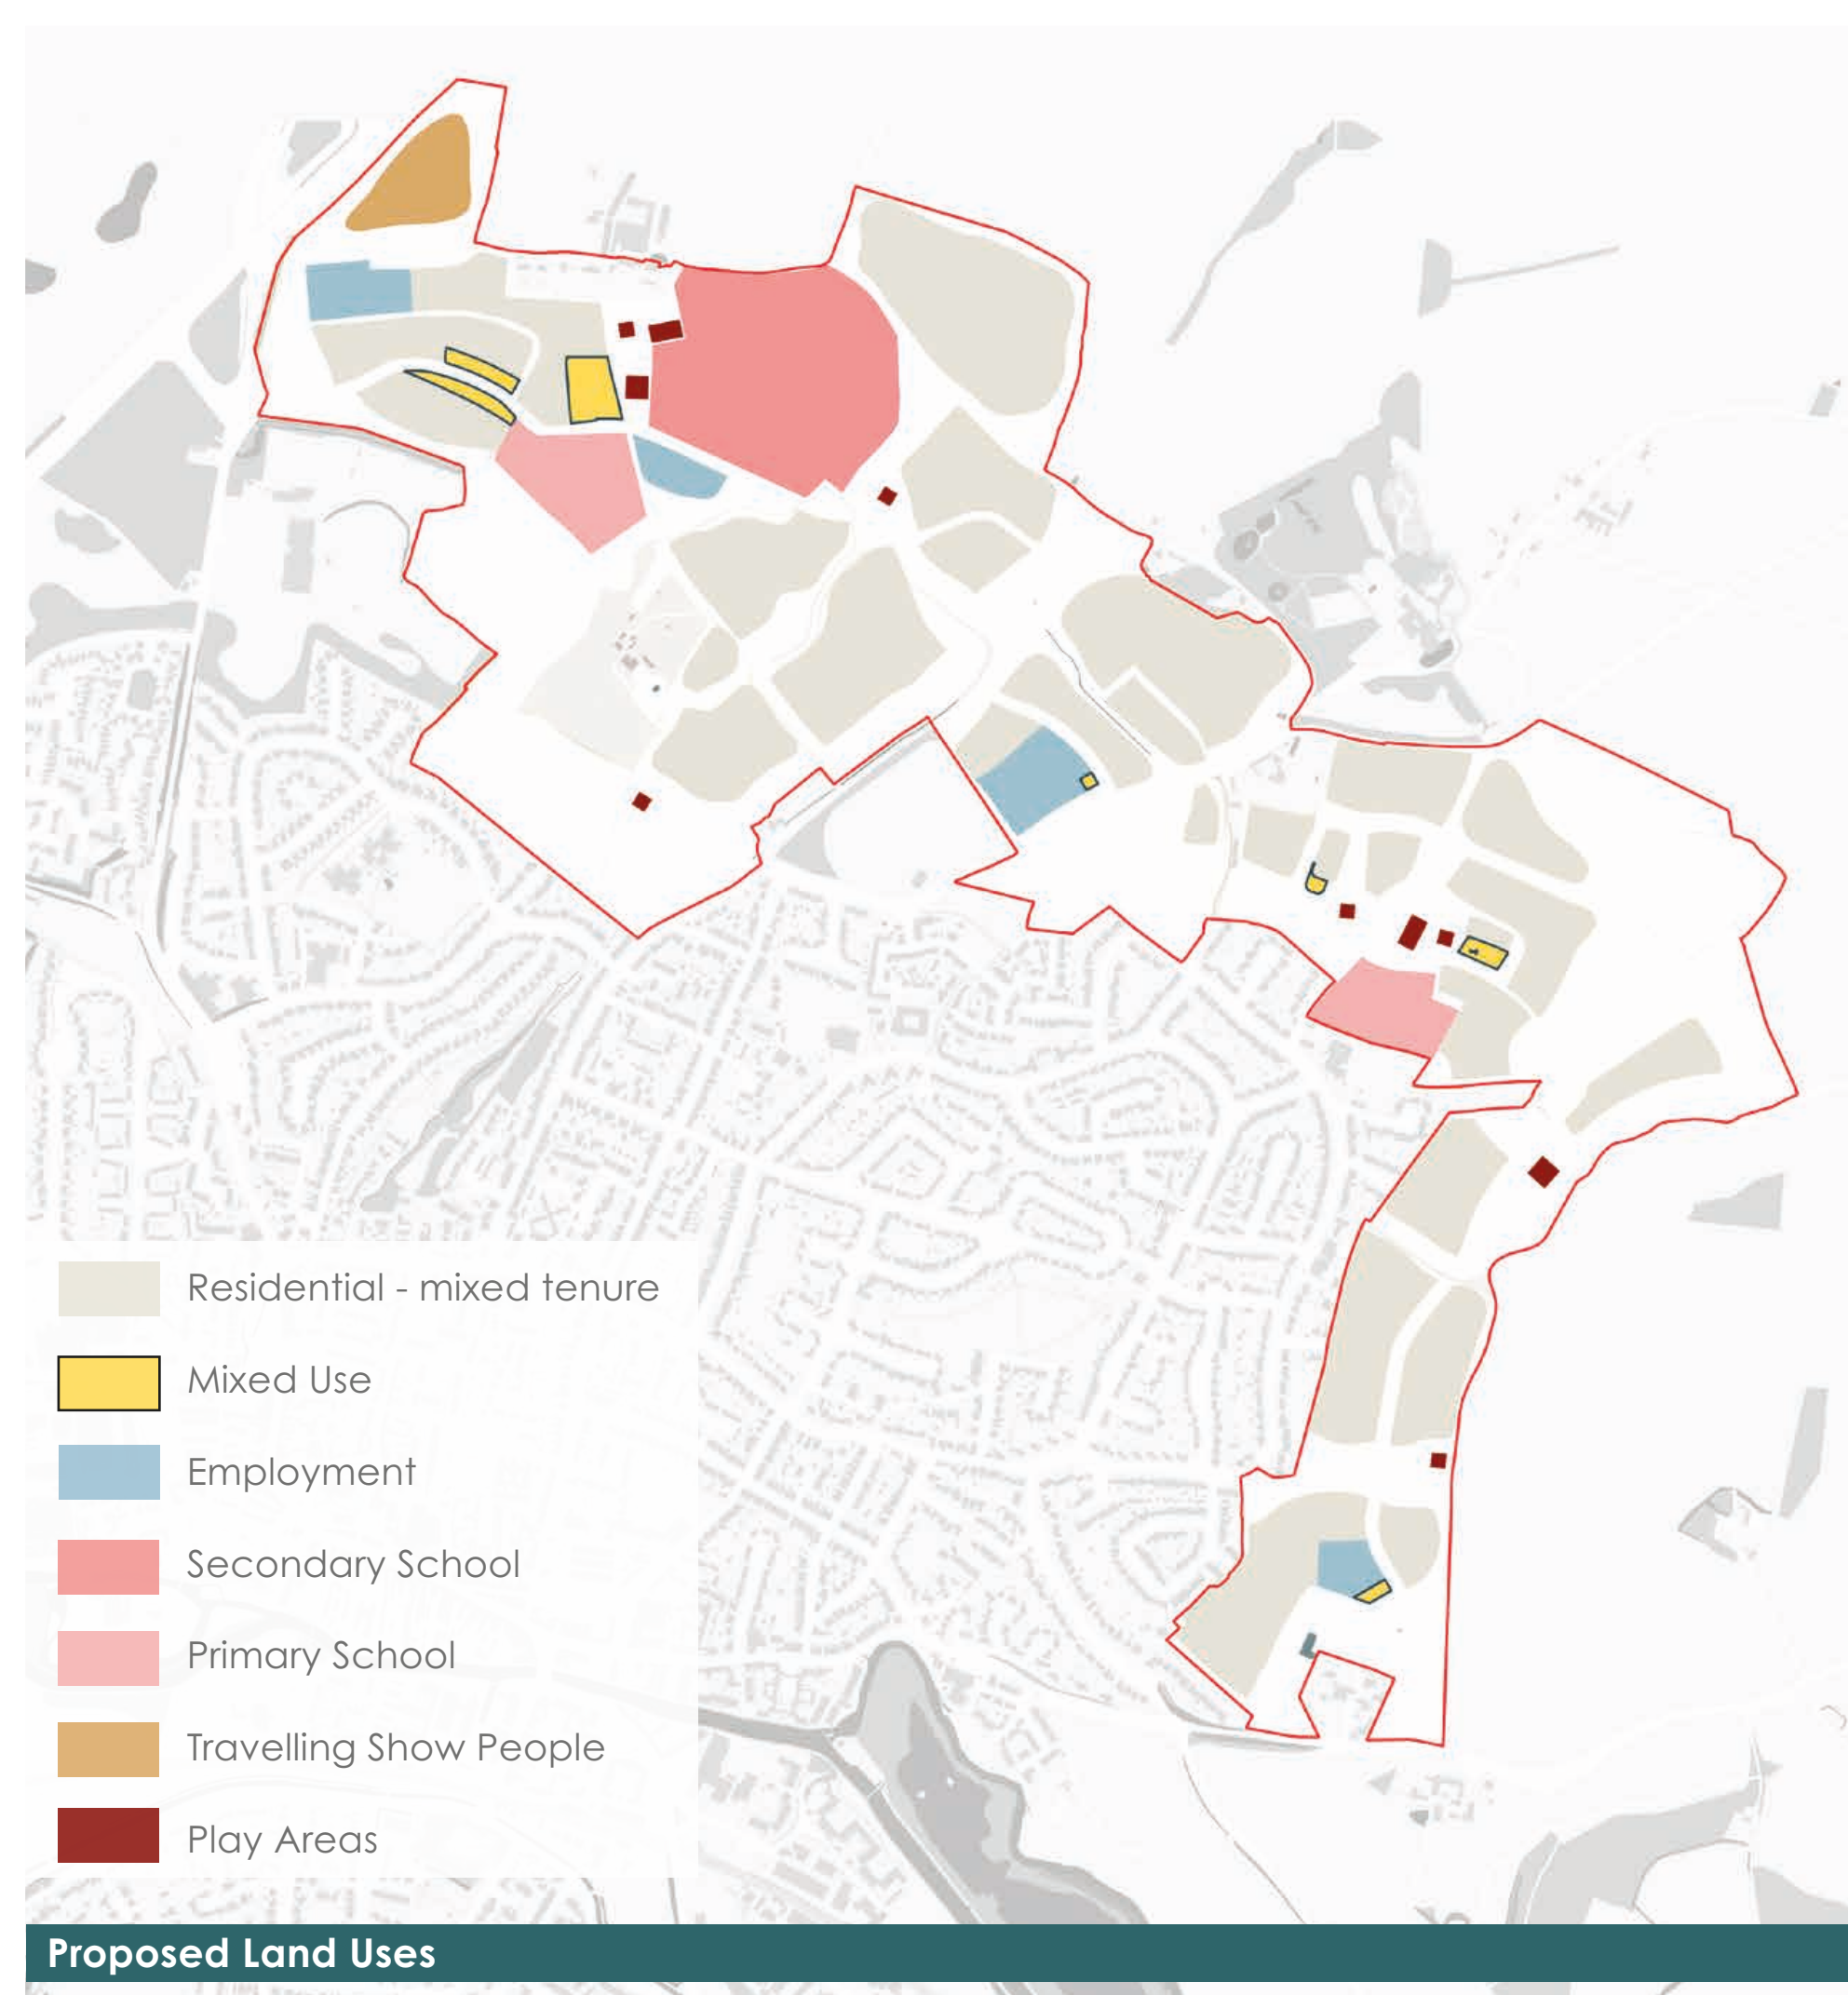 Residential - mixed tenure
Mixed Use
Employment
Secondary School
Primary School
Travelling Show People
Play Areas
Proposed Land Uses